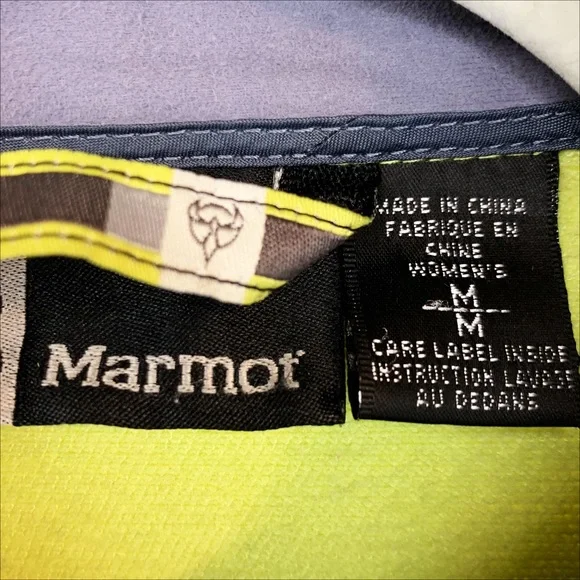 Marmot
MADE IN CHINA
FABRIQUE EN
CHINE
WOMEN'S
M
M
CARE LABEL INSIDE
INSTRUCTION LAVAGE
AU DEDANS